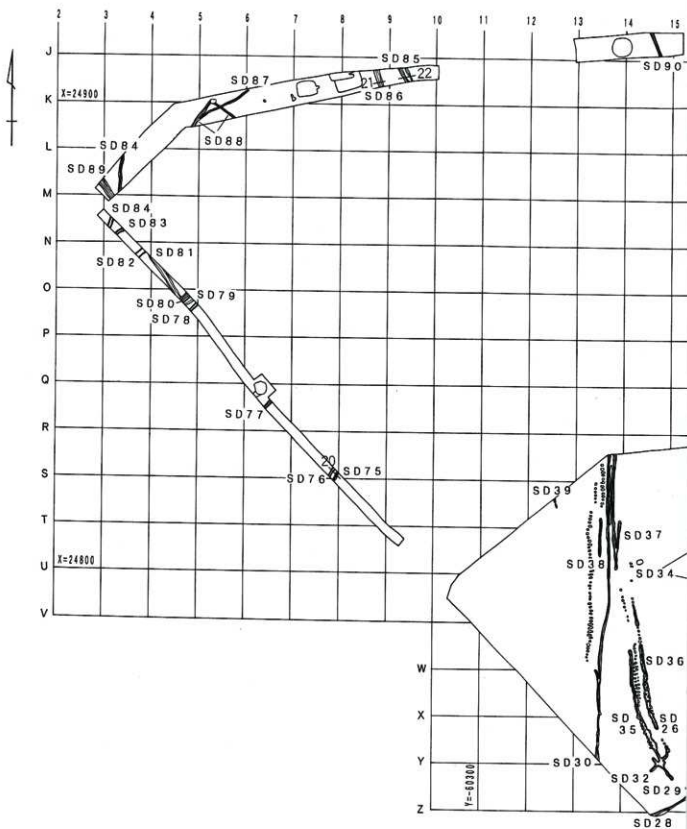 2 3 4 5 6 7 8 9 10 11 12 13 14 15
J
SD85
SD90
SD87
22
21
X=24900
K
SD86
SD88
L
SD84
SD89
M
SD84
SD83
N
SD81
SD82
O
SD79
SD80
SD78
P
Q
SD77
R
20
S
SD75
SD76
SD39
T
SD37
X=24800
U
SD38
SD34
V
W
SD36
X
SD
35
SD
26
Y
SD30
SD32
SD29
Y=-60300
Z
SD28